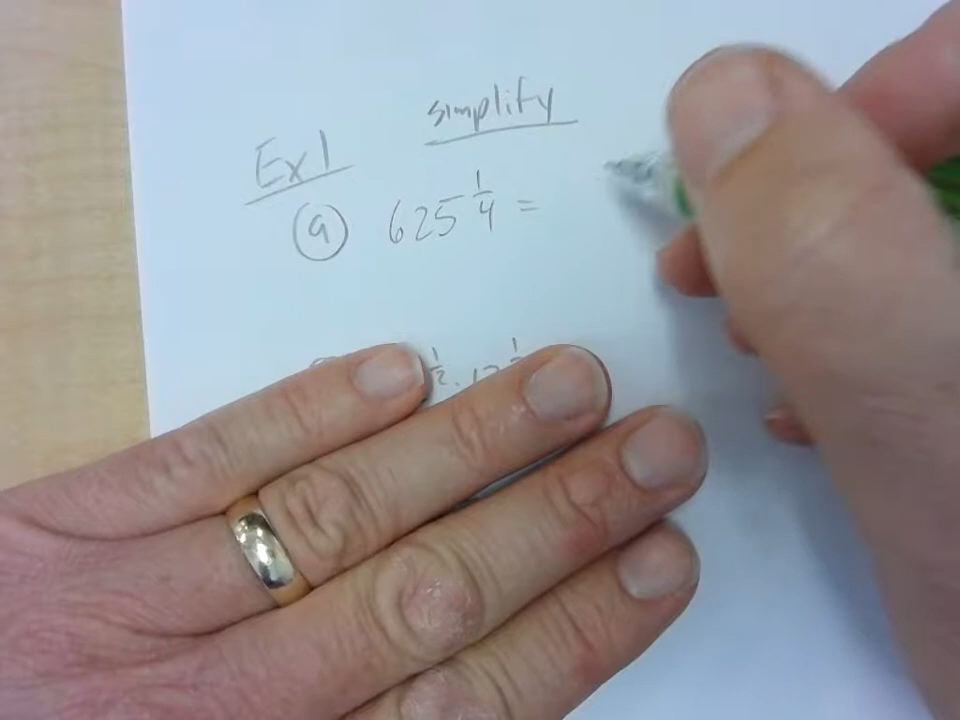 simplify
Ex 1
(a) 625^{1/4} =